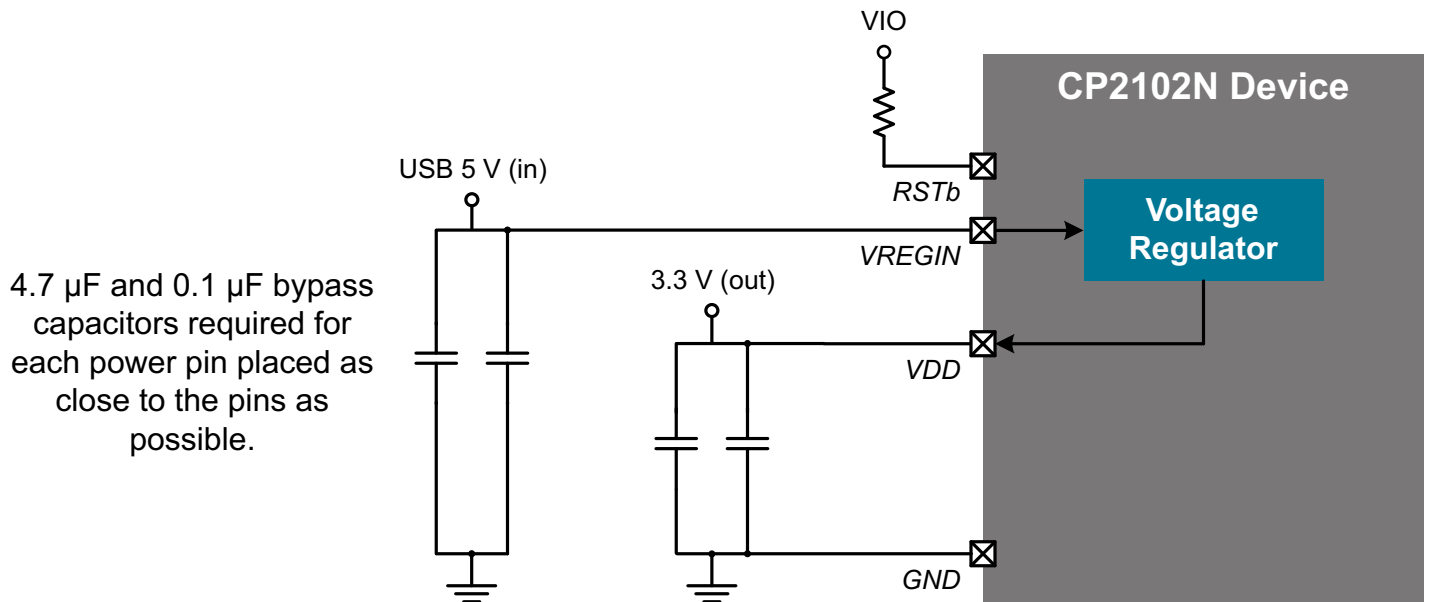 VIO
CP2102N Device
USB 5 V (in)
RSTb
Voltage
Regulator
VREGIN
4.7 µF and 0.1 µF bypass
capacitors required for
each power pin placed as
close to the pins as
possible.
3.3 V (out)
VDD
GND